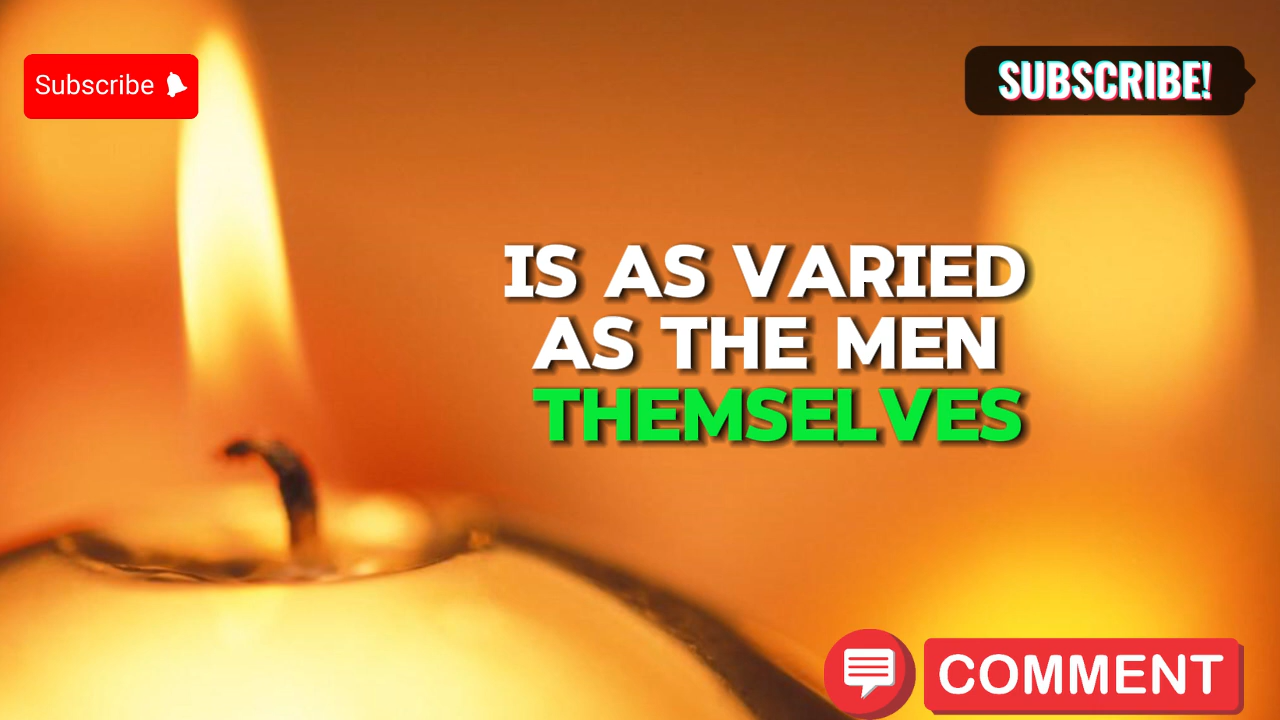 Subscribe
SUBSCRIBE!
IS AS VARIED
AS THE MEN
THEMSELVES
COMMENT